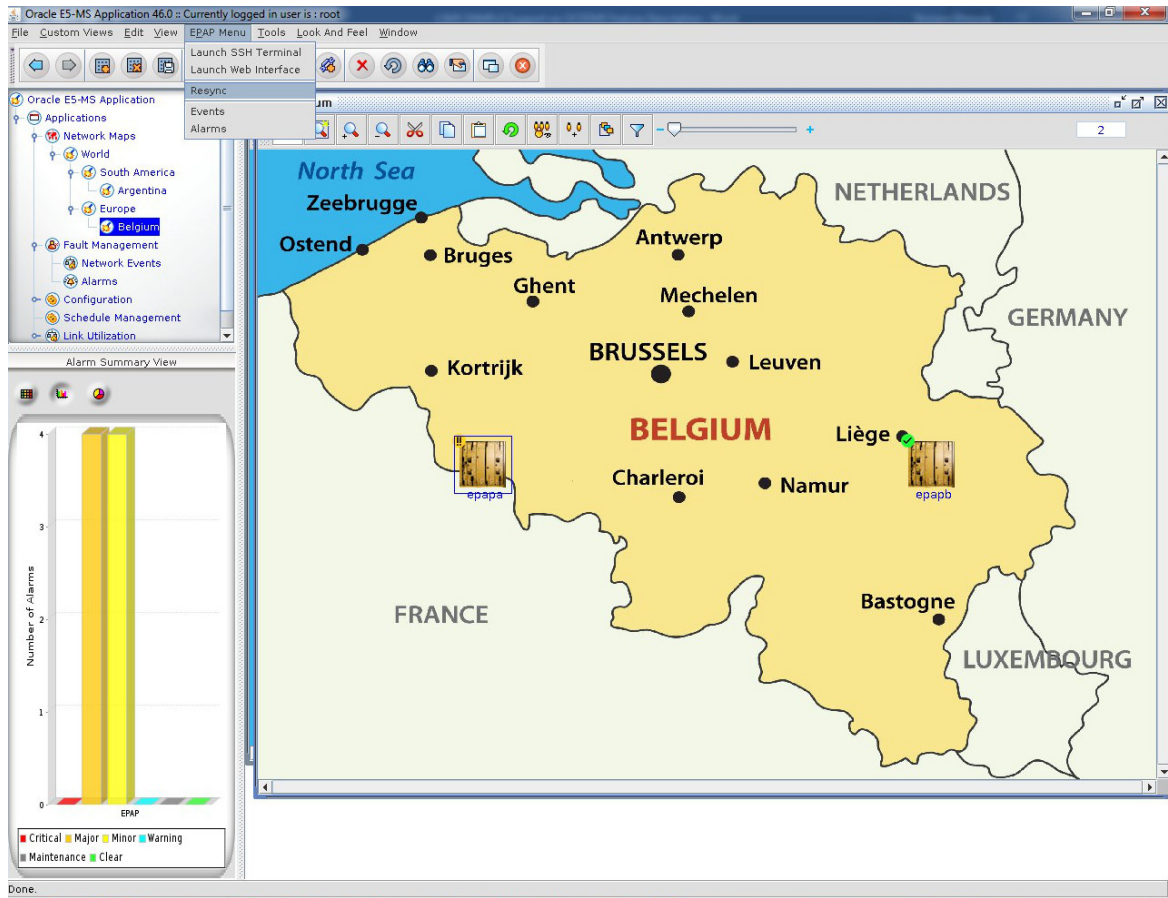 Oracle E5-MS Application 46.0 :: Currently logged in user is : root
File Custom Views Edit View EPAP Menu Tools Look And Feel Window
Launch SSH Terminal
Launch Web Interface
Resync
Events
Alarms
Oracle E5-MS Application
Applications
Network Maps
World
South America
Argentina
Europe
Belgium
Fault Management
Network Events
Alarms
Configuration
Schedule Management
Link Utilization
um
2
North Sea
NETHERLANDS
Zeebrugge
Ostend
Bruges
Antwerp
Ghent
Mechelen
GERMANY
BRUSSELS
Leuven
Kortrijk
BELGIUM
Liège
Charleroi
Namur
epapa
epapb
FRANCE
Bastogne
LUXEMBOURG
Alarm Summary View
Number of Alarms
4
3
2
1
0
EPAP
Critical Major Minor Warning
Maintenance Clear
Done.